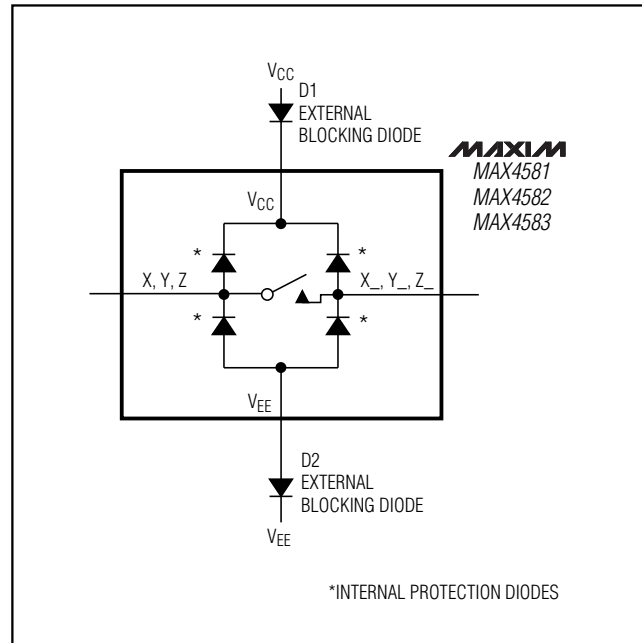 VCC
D1
EXTERNAL
BLOCKING DIODE
MAXIM
MAX4581
MAX4582
MAX4583
VCC
* *
X, Y, Z X_, Y_, Z_
* *
VEE
D2
EXTERNAL
BLOCKING DIODE
VEE
*INTERNAL PROTECTION DIODES